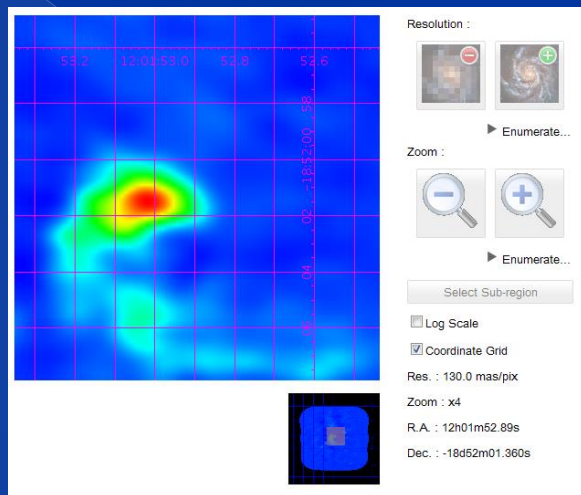 Resolution :
53.2 12:01:53.0 52.8 52.6
58
-18:52:00
02
04
06
Enumerate...
Zoom :
Enumerate...
Select Sub-region
Log Scale
Coordinate Grid
Res. : 130.0 mas/pix
Zoom : x4
R.A. : 12h01m52.89s
Dec. : -18d52m01.360s